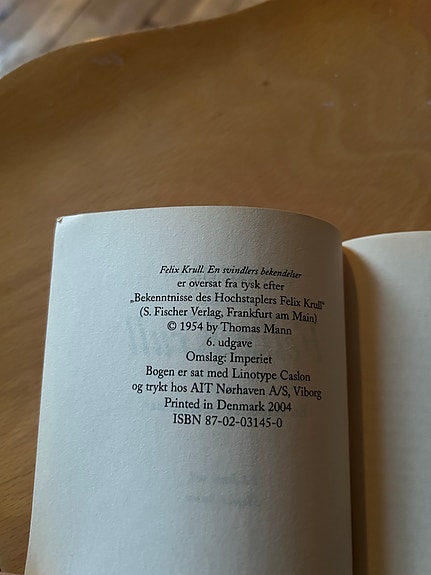 Felix Krull. En svindlers bekendelser
er oversat fra tysk efter
„Bekenntnisse des Hochstaplers Felix Krull"
(S. Fischer Verlag, Frankfurt am Main)
© 1954 by Thomas Mann
6. udgave
Omslag: Imperiet
Bogen er sat med Linotype Caslon
og trykt hos AIT Nørhaven A/S, Viborg
Printed in Denmark 2004
ISBN 87-02-03145-0